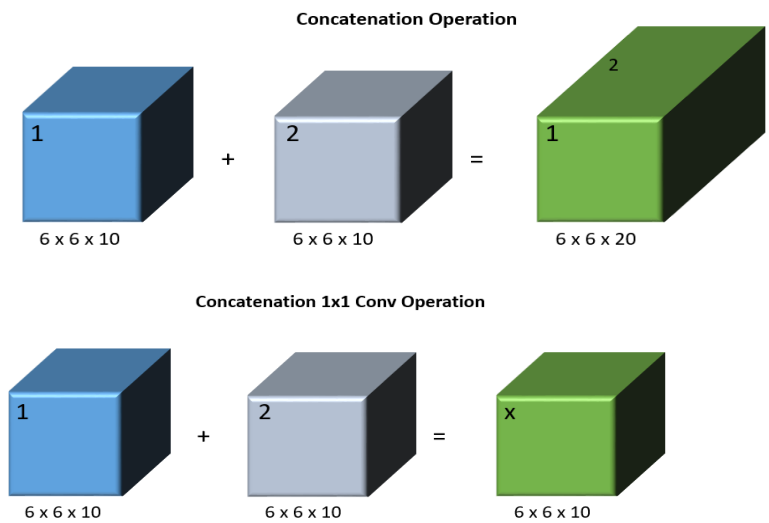 Concatenation Operation
2
1 + 2 = 1
6 x 6 x 10 6 x 6 x 10 6 x 6 x 20
Concatenation 1x1 Conv Operation
1 + 2 = x
6 x 6 x 10 6 x 6 x 10 6 x 6 x 10